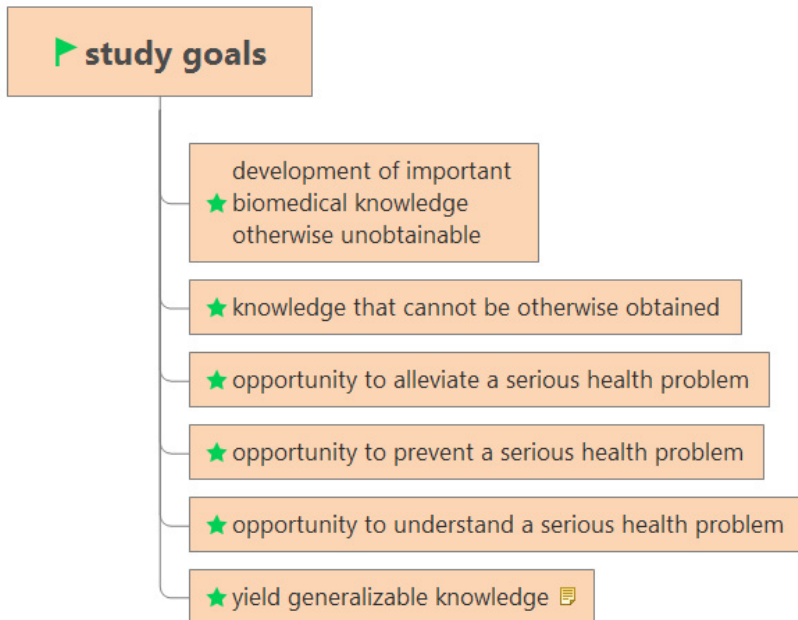 study goals
development of important
biomedical knowledge
otherwise unobtainable
knowledge that cannot be otherwise obtained
opportunity to alleviate a serious health problem
opportunity to prevent a serious health problem
opportunity to understand a serious health problem
yield generalizable knowledge